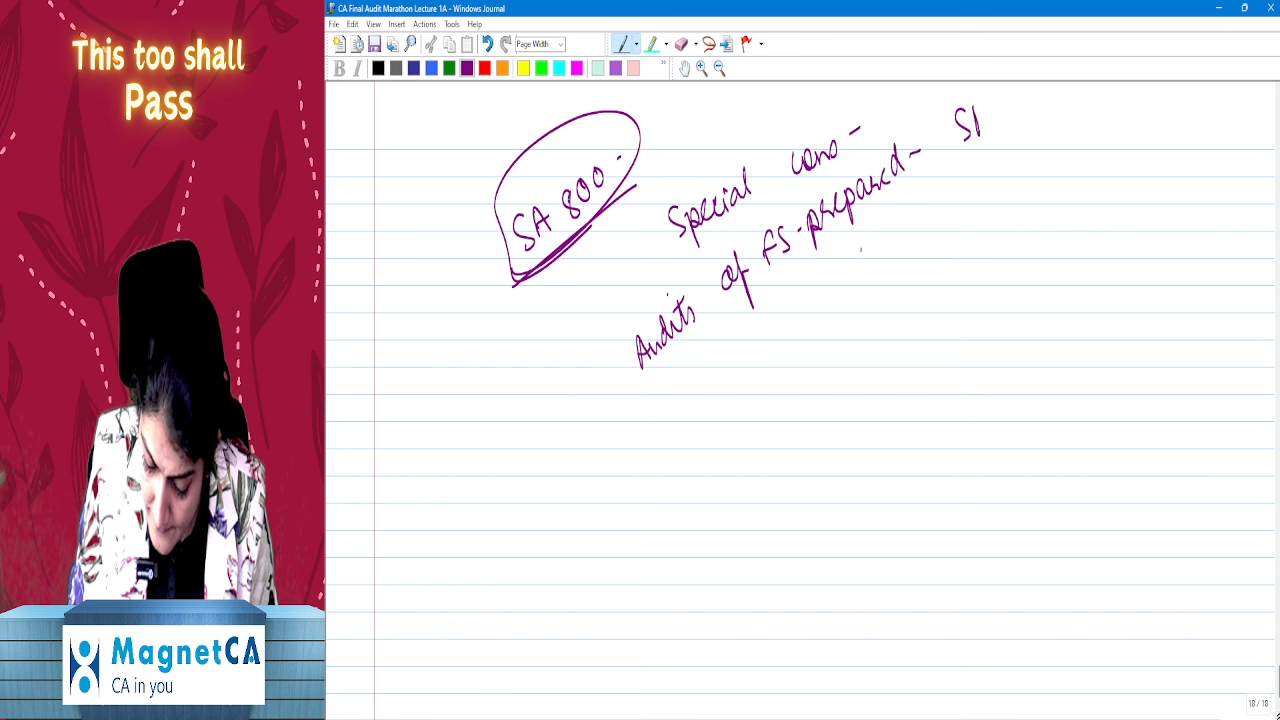 This too shall
Pass
MagnetCA
CA in you
CA Final Audit Marathon Lecture 1A - Windows Journal
File Edit View Insert Actions Tools Help
Page Width
B I
SA 800.
Special cons -
Audits of FS - prepared -
18 / 18